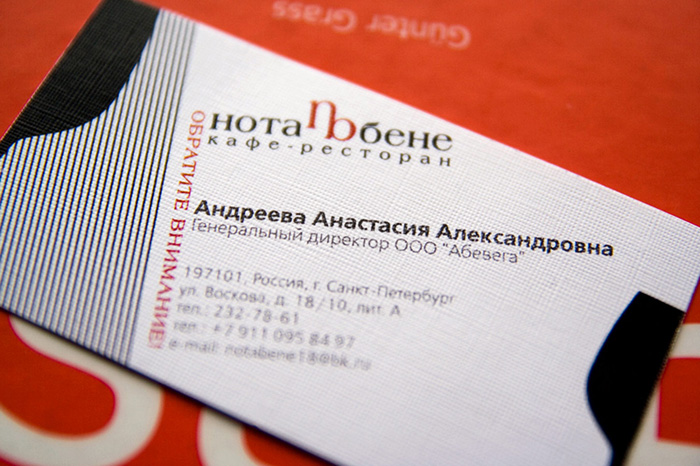 Günter Grass
нота Nb бене
кафе-ресторан
ОБРАТИТЕ ВНИМАНИЕ!
Андреева Анастасия Александровна
Генеральный директор ООО "Абевега"
197101, Россия, г. Санкт-Петербург
ул. Воскова, д. 18/10, лит. А
тел.: 232-78-61
тел.: +7 911 095 84 97
e-mail: notabene18@bk.ru